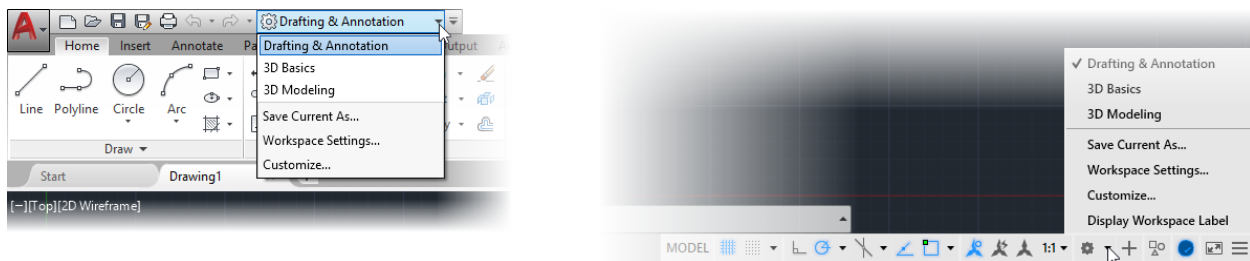 Drafting & Annotation
Home Insert Annotate
Drafting & Annotation
3D Basics
3D Modeling
Save Current As...
Workspace Settings...
Customize...
Line Polyline Circle Arc
Draw
Start Drawing1
[−][Top][2D Wireframe]
Drafting & Annotation
3D Basics
3D Modeling
Save Current As...
Workspace Settings...
Customize...
Display Workspace Label
MODEL 1:1